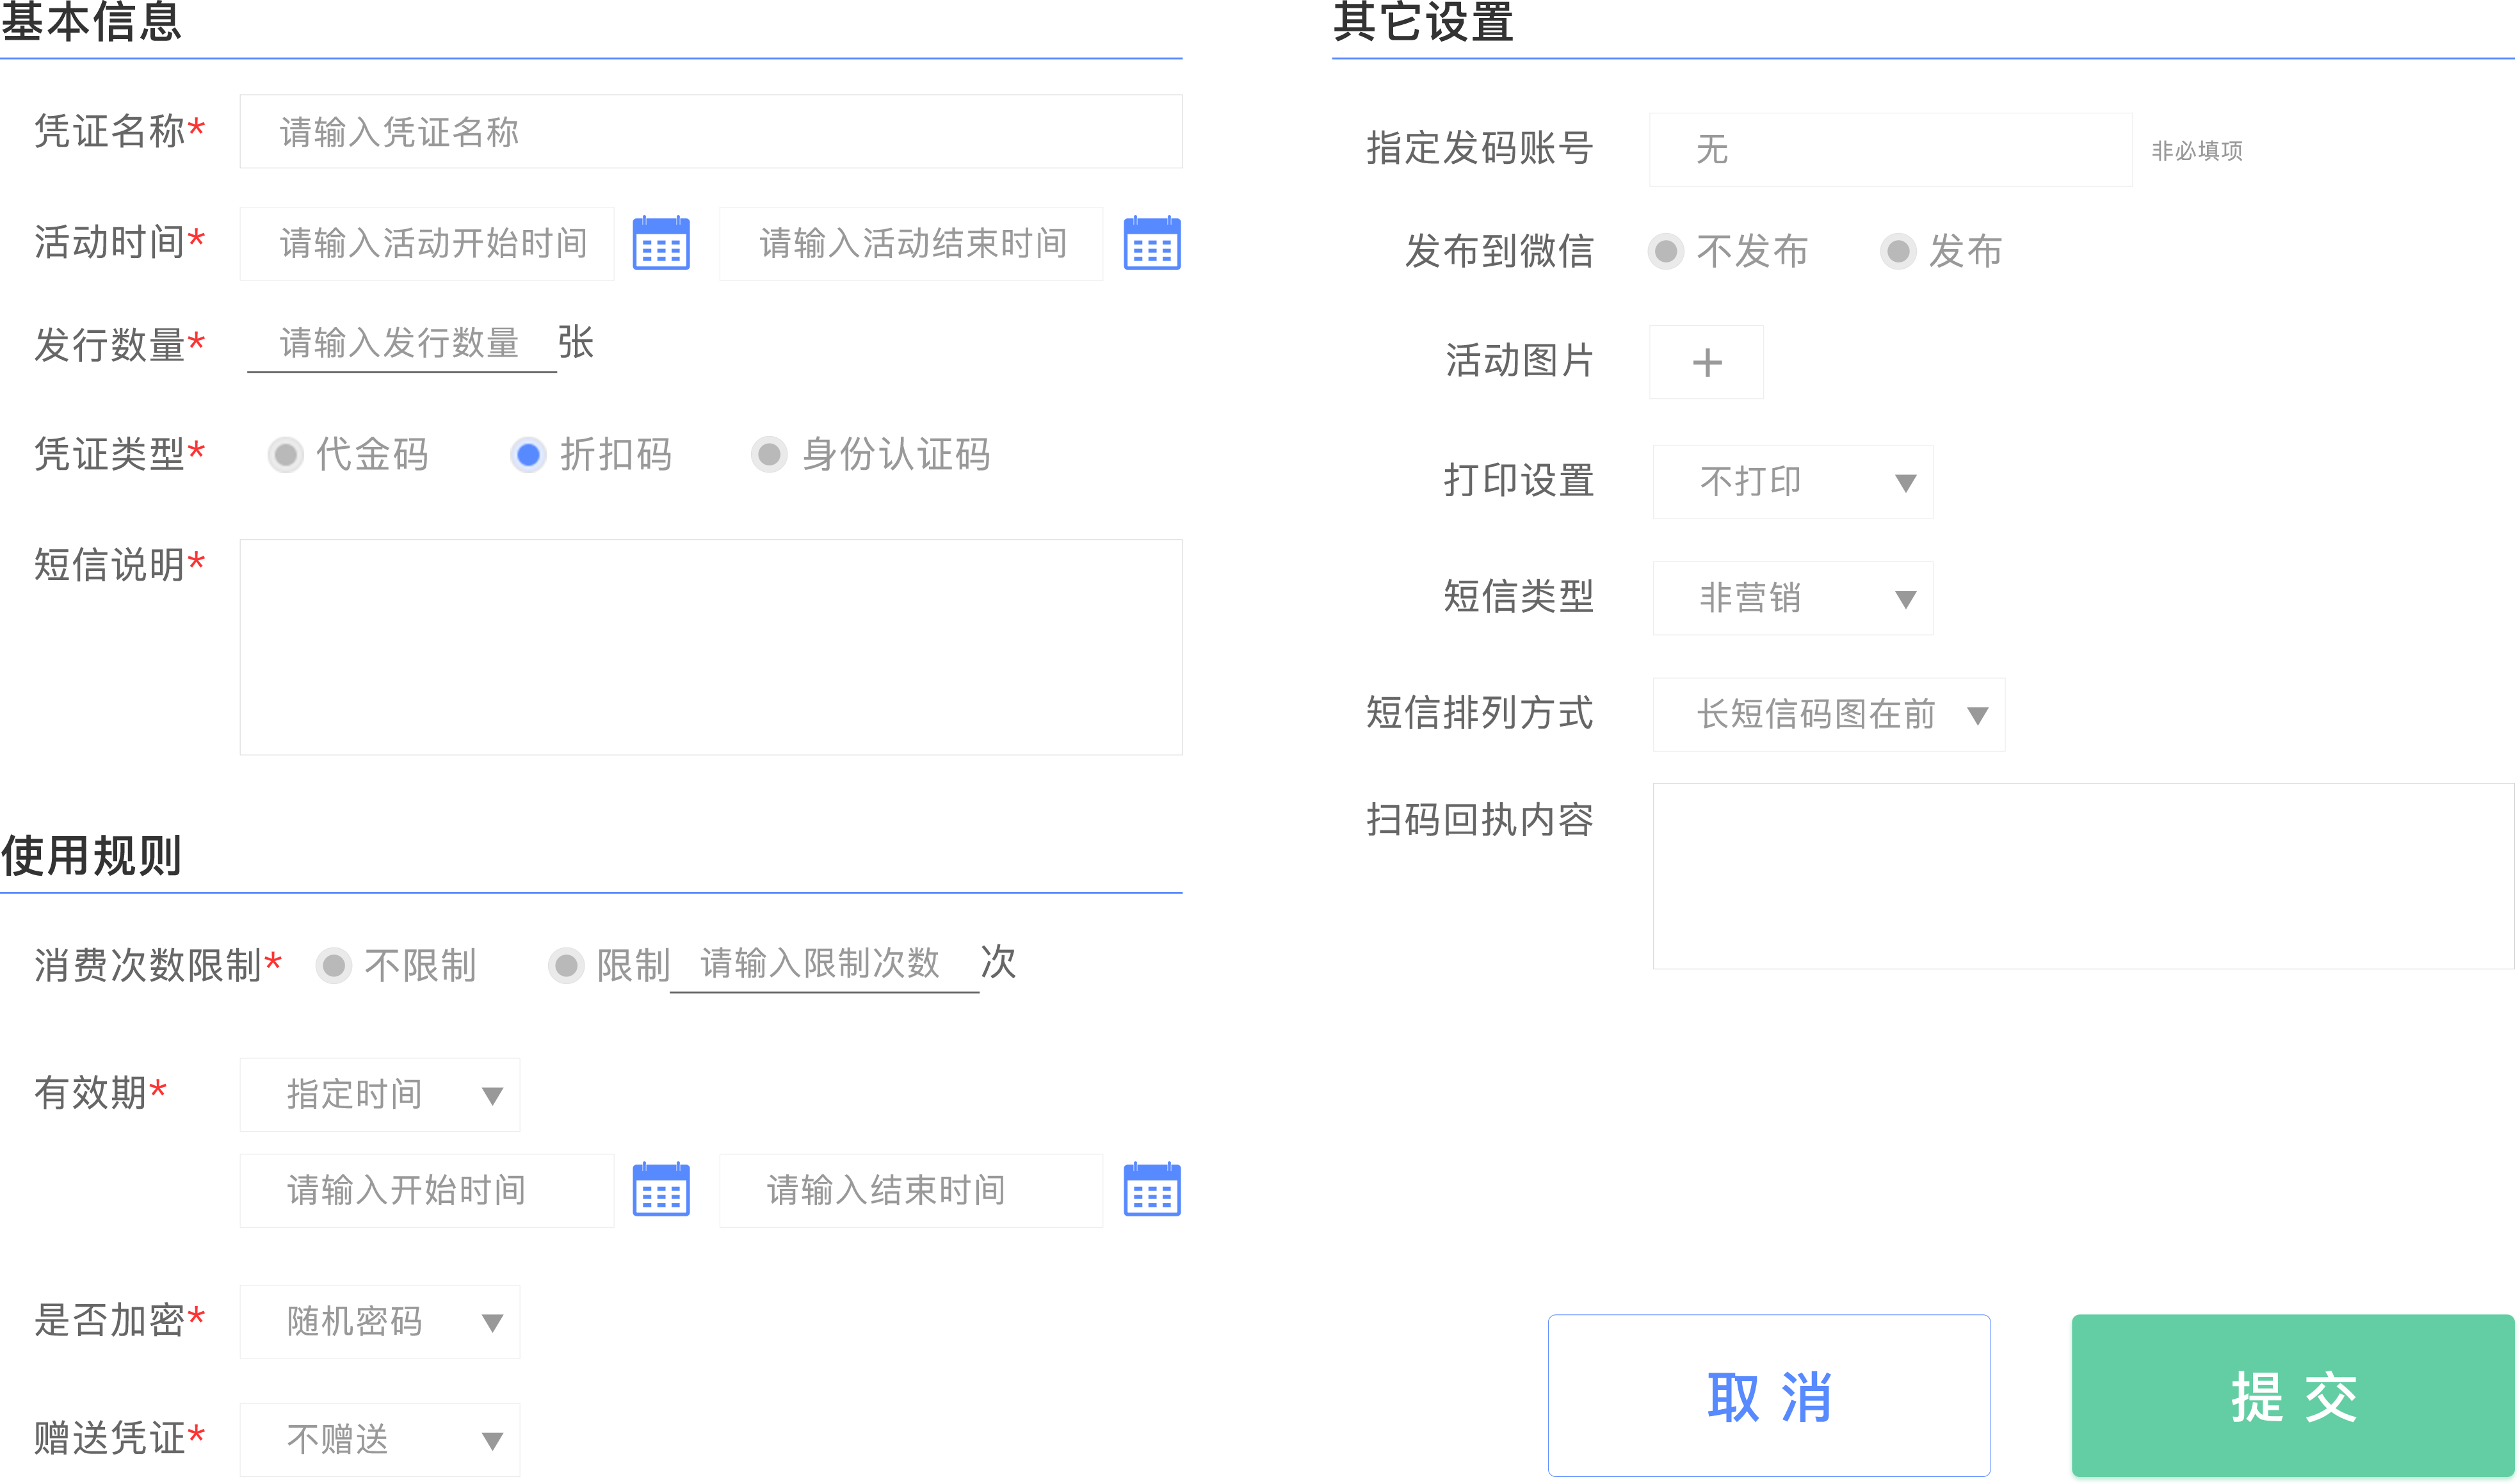 基本信息
凭证名称* 请输入凭证名称
活动时间* 请输入活动开始时间 请输入活动结束时间
发行数量* 请输入发行数量 张
凭证类型* 代金码 折扣码 身份认证码
短信说明*
使用规则
消费次数限制* 不限制 限制 请输入限制次数 次
有效期* 指定时间
请输入开始时间 请输入结束时间
是否加密* 随机密码
赠送凭证* 不赠送
其它设置
指定发码账号 无 非必填项
发布到微信 不发布 发布
活动图片 +
打印设置 不打印
短信类型 非营销
短信排列方式 长短信码图在前
扫码回执内容
取消 提交